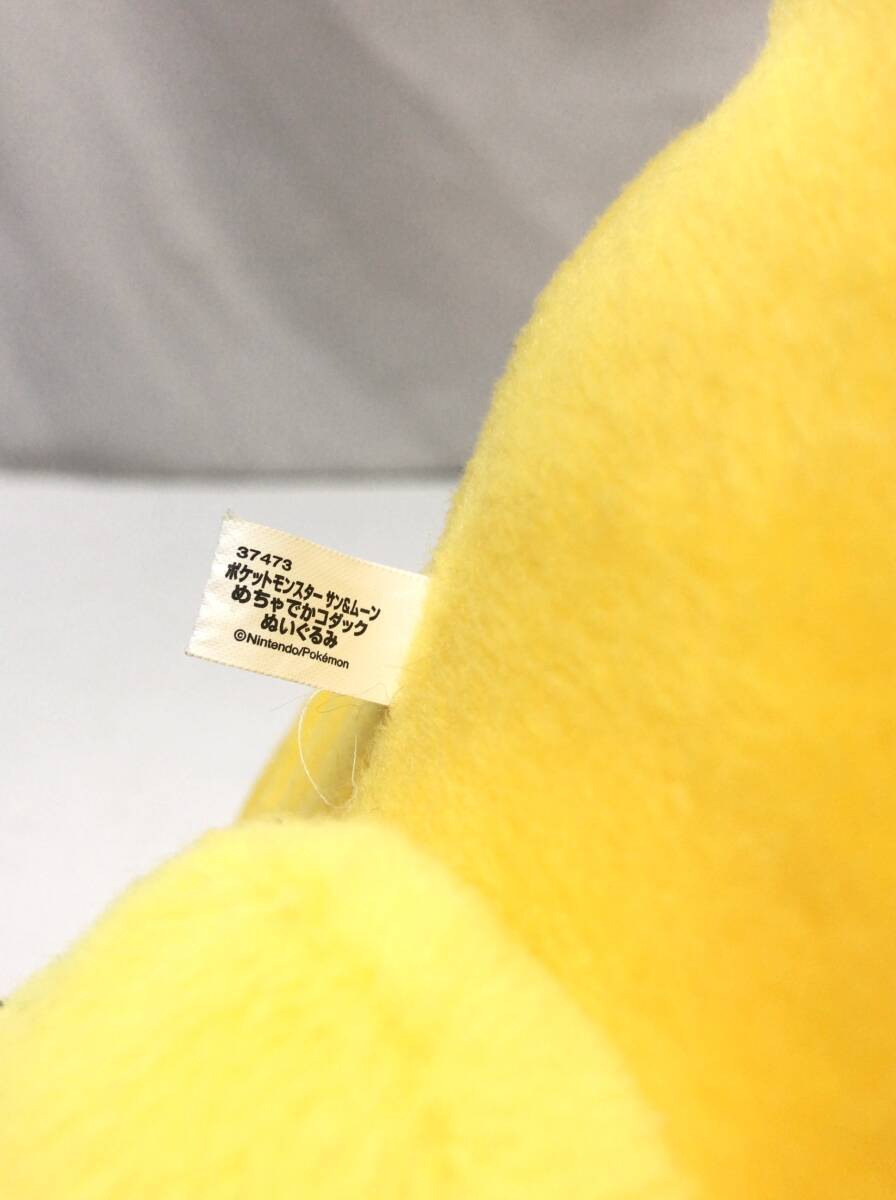 37473
ポケットモンスター サン&ムーン
めちゃでかコダック
ぬいぐるみ
©Nintendo/Pokémon